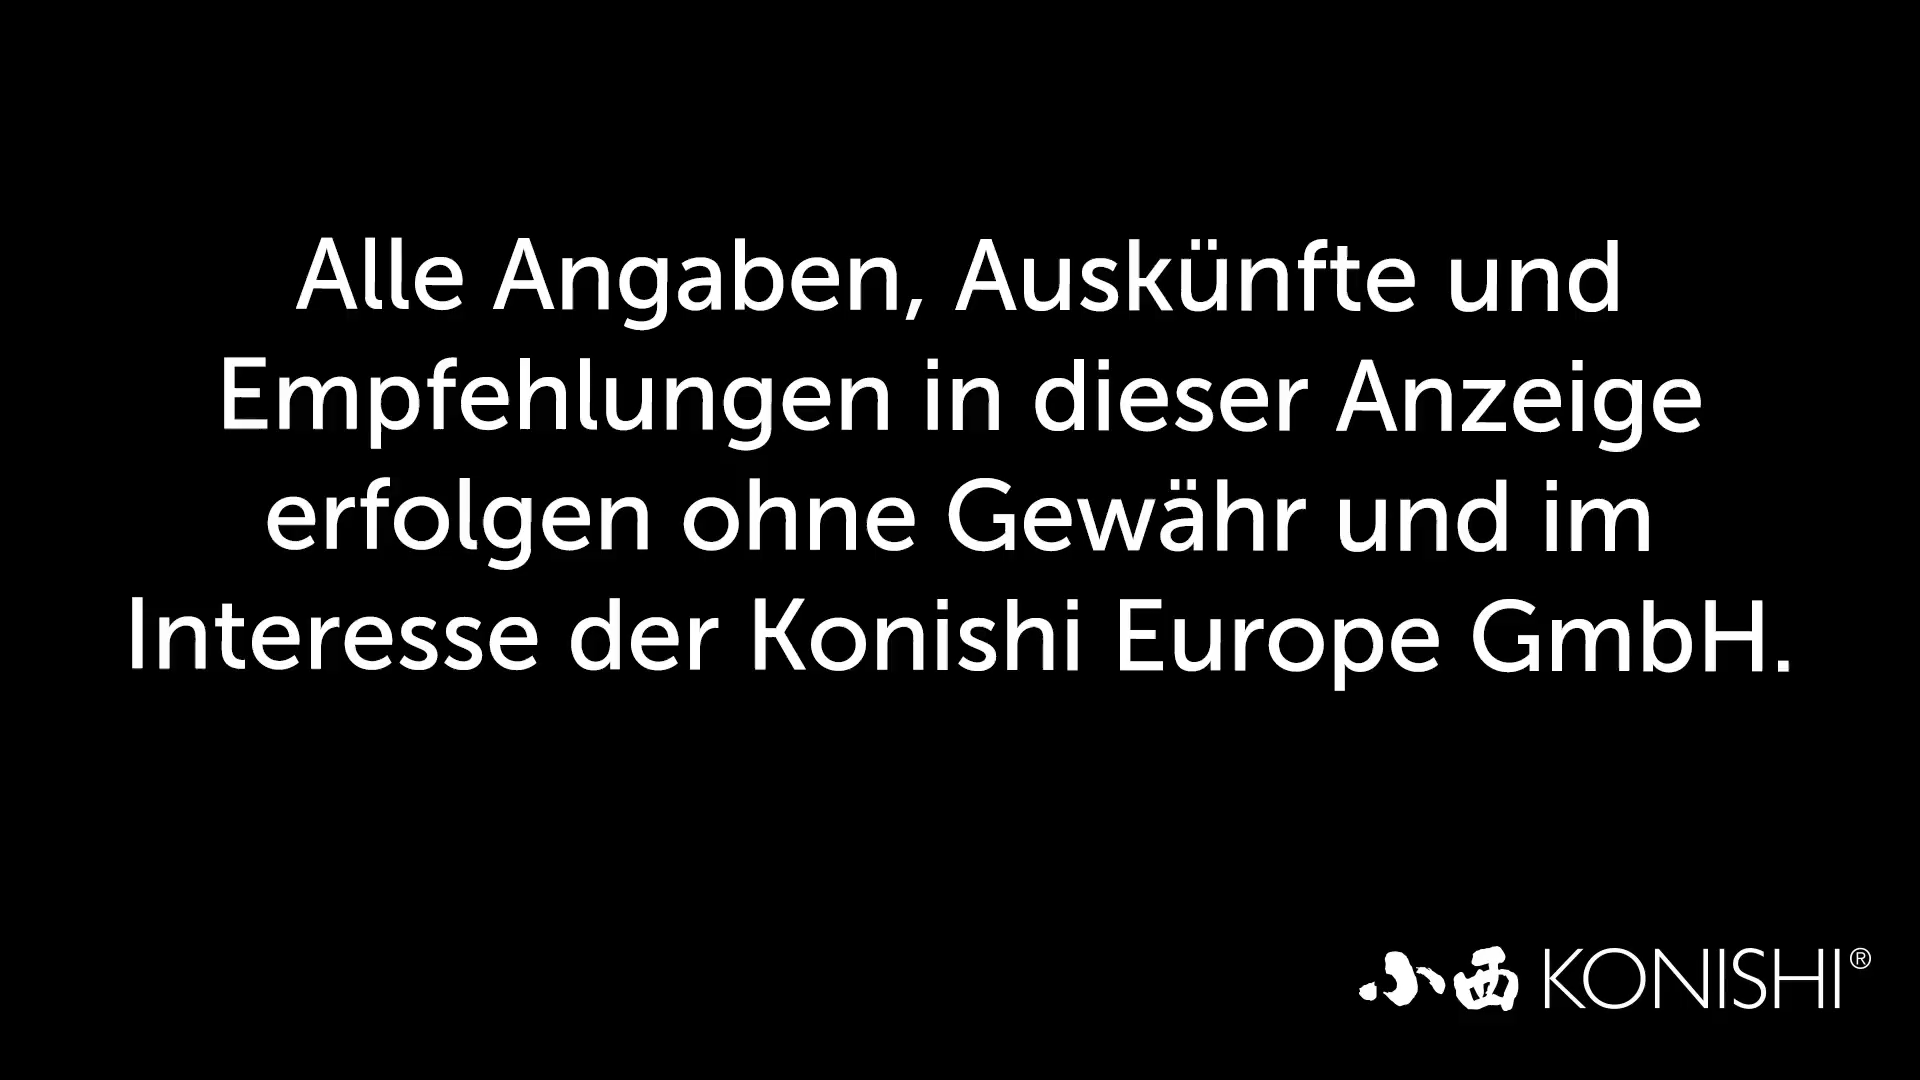 Alle Angaben, Auskünfte und
Empfehlungen in dieser Anzeige
erfolgen ohne Gewähr und im
Interesse der Konishi Europe GmbH.
小西 KONISHI®